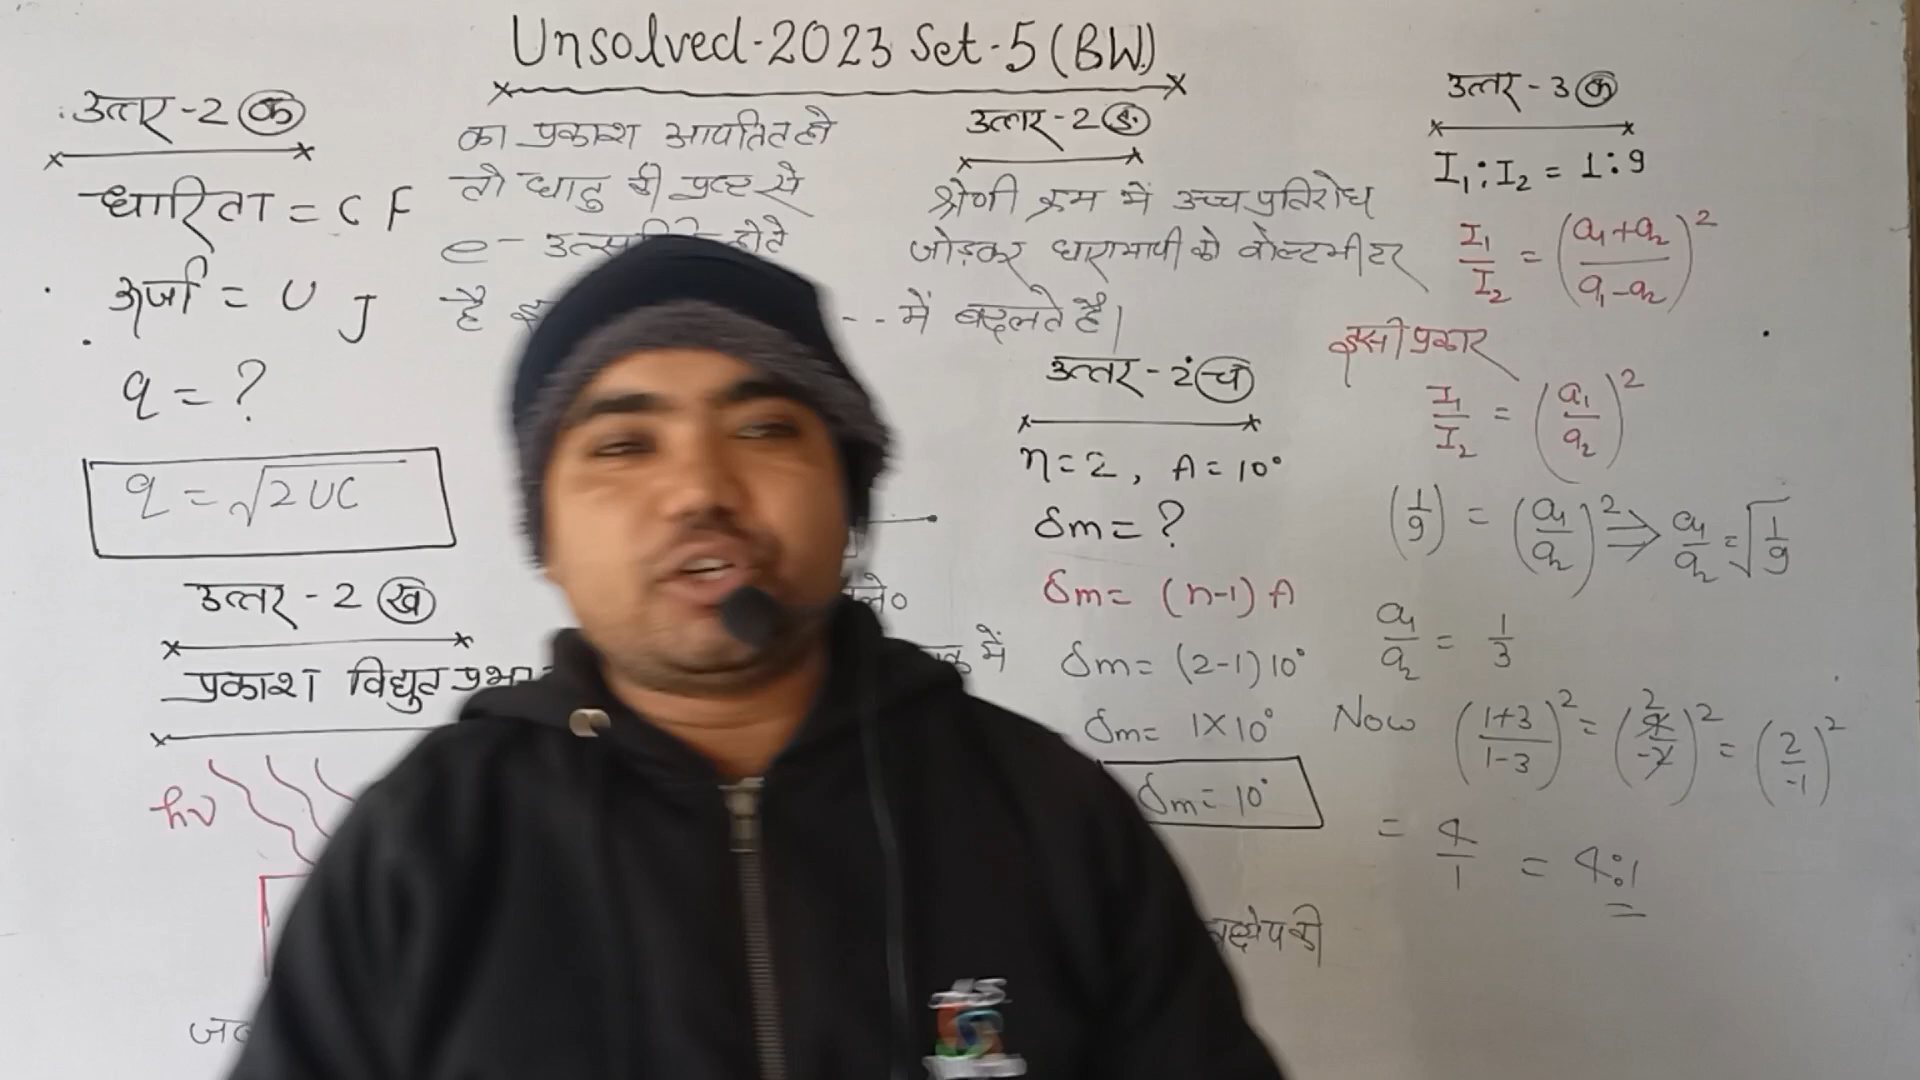 Unsolved-2023 Set-5(BW.)
उत्तर-2 (क)
धारिता = C F
ऊर्जा = U J
q = ?
q = √2UC
उत्तर-2 (ख)
प्रकाश विद्युत
hν
का प्रकाश आपतित हो
तो धातु की पृष्ठ से
e-
है
उत्तर-2 (ङ)
श्रेणी क्रम में उच्च प्रतिरोध
जोड़कर धारामापी को वोल्टमीटर
-- में बदलते है।
उत्तर-2 (च)
n=2, A=10°
δm=?
δm= (n-1) A
δm= (2-1)10°
δm= 1×10°
δm=10°
में
उत्तर-3 (क)
I₁:I₂ = 1:9
I₁/I₂ = ((a₁+a₂)/(a₁-a₂))²
इसी प्रकार
I₁/I₂ = (a₁/a₂)²
(1/9) = (a₁/a₂)² ⇒ a₁/a₂ = √(1/9)
a₁/a₂ = 1/3
Now ((1+3)/(1-3))² = (4/-2)² = (2/-1)²
= 4/1 = 4:1